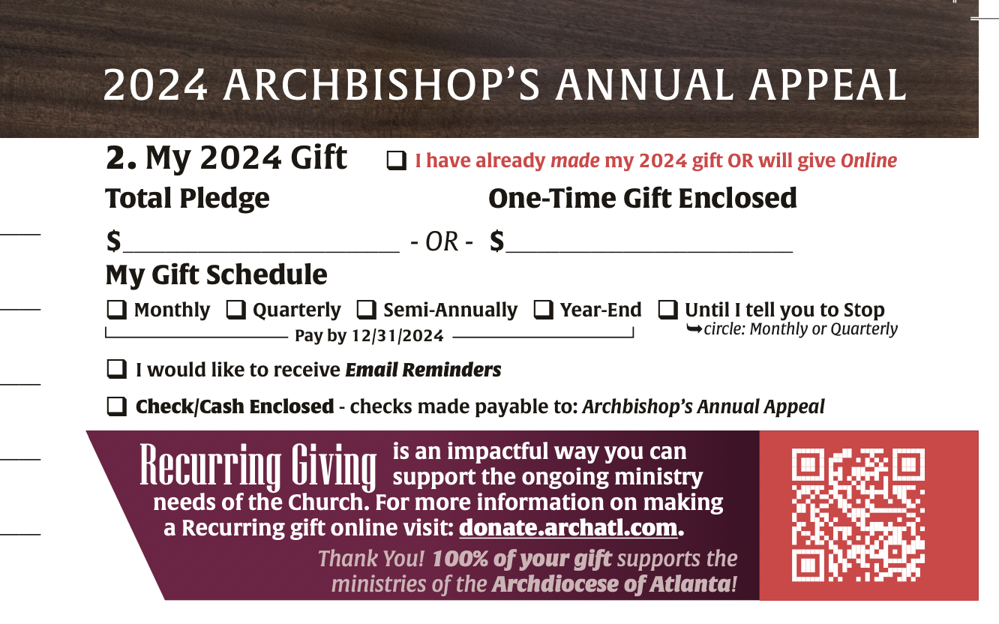 2024 ARCHBISHOP'S ANNUAL APPEAL
2. My 2024 Gift ❏ I have already made my 2024 gift OR will give Online
Total Pledge One-Time Gift Enclosed
$__________________________ - OR - $___________________________
My Gift Schedule
❏ Monthly ❏ Quarterly ❏ Semi-Annually ❏ Year-End ❏ Until I tell you to Stop
Pay by 12/31/2024 ➥circle: Monthly or Quarterly
❏ I would like to receive Email Reminders
❏ Check/Cash Enclosed - checks made payable to: Archbishop's Annual Appeal
Recurring Giving is an impactful way you can
support the ongoing ministry
needs of the Church. For more information on making
a Recurring gift online visit: donate.archatl.com.
Thank You! 100% of your gift supports the
ministries of the Archdiocese of Atlanta!